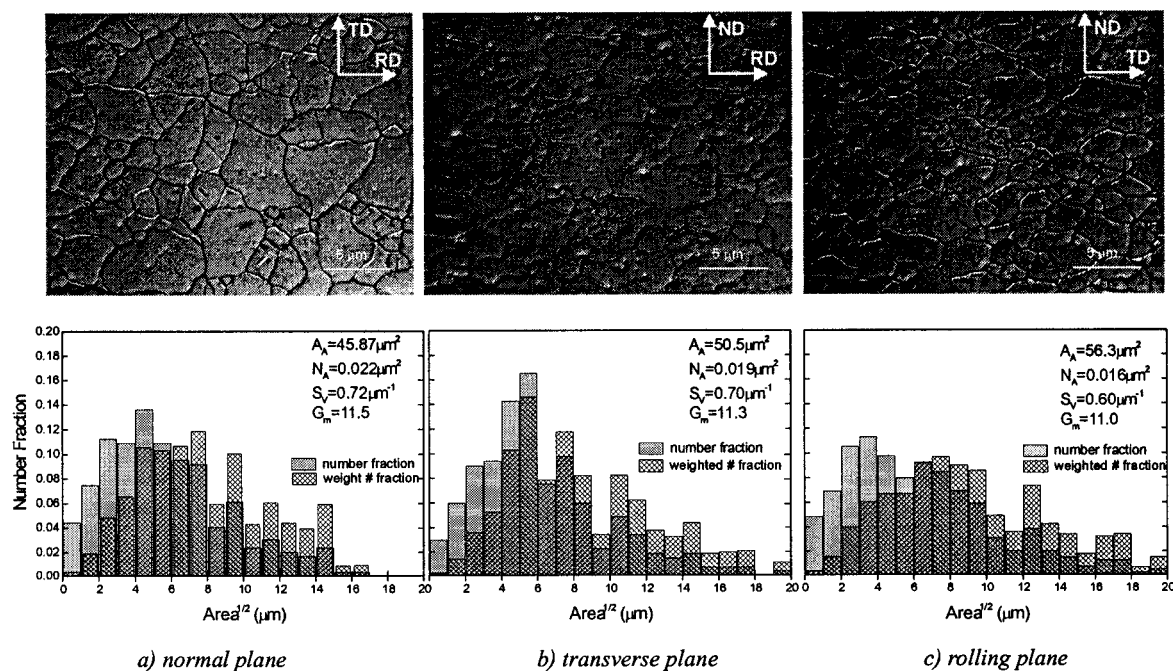 TD
RD
5 μm
ND
RD
5 μm
ND
TD
5 μm
Number Fraction
0.20
0.18
0.16
0.14
0.12
0.10
0.08
0.06
0.04
0.02
0.00
A_A=45.87μm²
N_A=0.022μm²
S_V=0.72μm⁻¹
G_m=11.5
number fraction
weight # fraction
0 2 4 6 8 10 12 14 16 18 20
Area^1/2 (μm)
A_A=50.5μm²
N_A=0.019μm²
S_V=0.70μm⁻¹
G_m=11.3
number fraction
weighted # fraction
0 2 4 6 8 10 12 14 16 18 20
Area^1/2 (μm)
A_A=56.3μm²
N_A=0.016μm²
S_V=0.60μm⁻¹
G_m=11.0
number fraction
weighted # fraction
0 2 4 6 8 10 12 14 16 18 20
Area^1/2 (μm)
a) normal plane
b) transverse plane
c) rolling plane